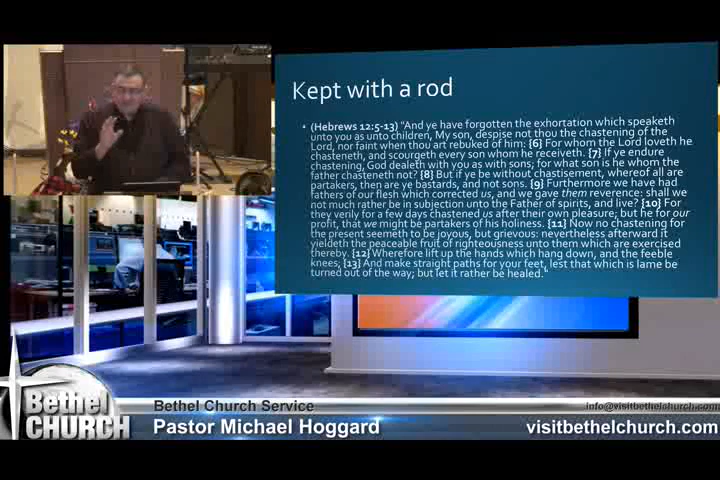 Kept with a rod
• (Hebrews 12:5-13) "And ye have forgotten the exhortation which speaketh
unto you as unto children, My son, despise not thou the chastening of the
Lord, nor faint when thou art rebuked of him: {6} For whom the Lord loveth he
chasteneth, and scourgeth every son whom he receiveth. {7} If ye endure
chastening, God dealeth with you as with sons; for what son is he whom the
father chasteneth not? {8} But if ye be without chastisement, whereof all are
partakers, then are ye bastards, and not sons. {9} Furthermore we have had
fathers of our flesh which corrected us, and we gave them reverence: shall we
not much rather be in subjection unto the Father of spirits, and live? {10} For
they verily for a few days chastened us after their own pleasure; but he for our
profit, that we might be partakers of his holiness. {11} Now no chastening for
the present seemeth to be joyous, but grievous: nevertheless afterward it
yieldeth the peaceable fruit of righteousness unto them which are exercised
thereby. {12} Wherefore lift up the hands which hang down, and the feeble
knees; {13} And make straight paths for your feet, lest that which is lame be
turned out of the way; but let it rather be healed."
Bethel
CHURCH
Bethel Church Service
info@visitbethelchurch.com
Pastor Michael Hoggard
visitbethelchurch.com